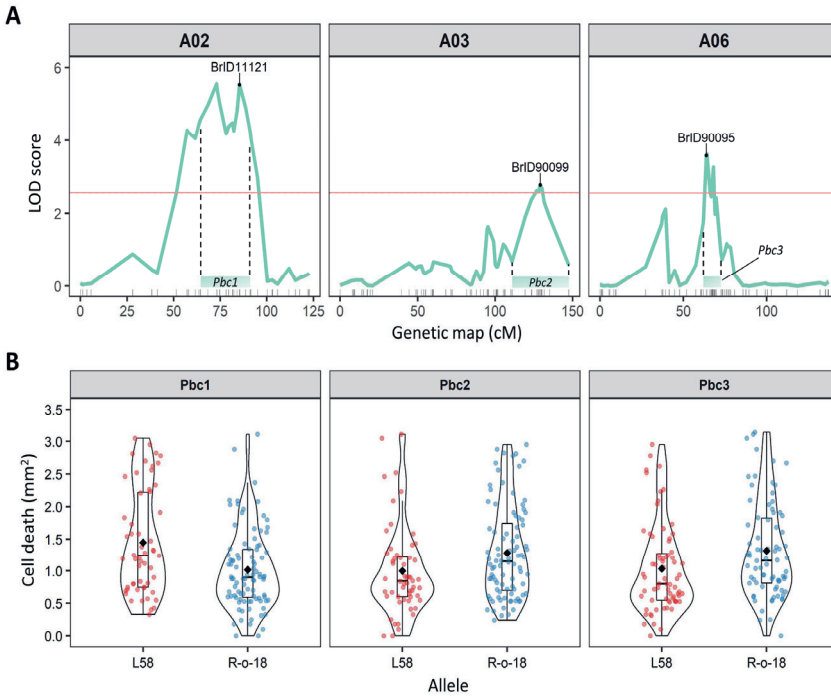 A
A02 A03 A06
LOD score
6
4
2
0
BrID11121
BrID90099
BrID90095
Pbc1
Pbc2
Pbc3
0 25 50 75 100 125
0 50 100 150
0 50 100
Genetic map (cM)
B
Pbc1 Pbc2 Pbc3
Cell death (mm²)
3.5
3.0
2.5
2.0
1.5
1.0
0.5
0.0
L58 R-o-18 L58 R-o-18 L58 R-o-18
Allele